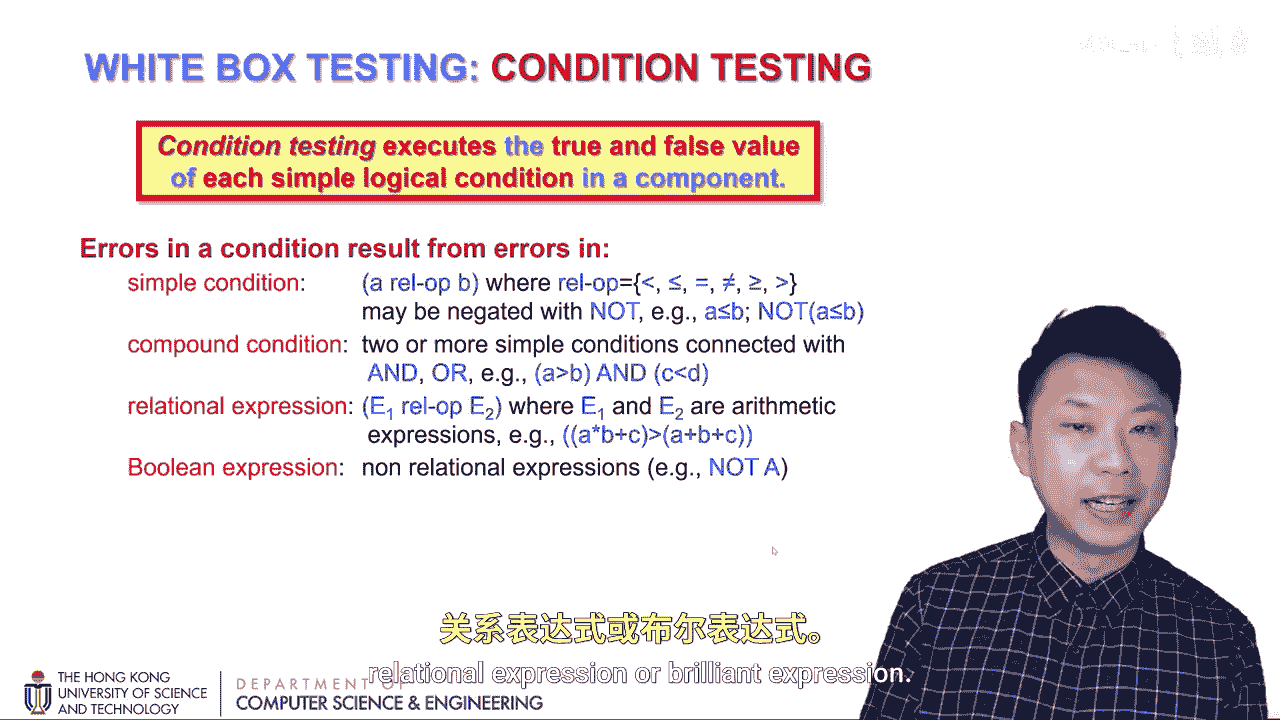 WHITE BOX TESTING: CONDITION TESTING
Condition testing executes the true and false value
of each simple logical condition in a component.
Errors in a condition result from errors in:
simple condition: (a rel-op b) where rel-op={<, ≤, =, ≠, ≥, >}
may be negated with NOT, e.g., a≤b; NOT(a≤b)
compound condition: two or more simple conditions connected with
AND, OR, e.g., (a>b) AND (c<d)
relational expression: (E1 rel-op E2) where E1 and E2 are arithmetic
expressions, e.g., ((a*b+c)>(a+b+c))
Boolean expression: non relational expressions (e.g., NOT A)
关系表达式或布尔表达式。
relational expression or brilliant expression.
THE HONG KONG
UNIVERSITY OF SCIENCE
AND TECHNOLOGY
DEPARTMENT OF
COMPUTER SCIENCE & ENGINEERING